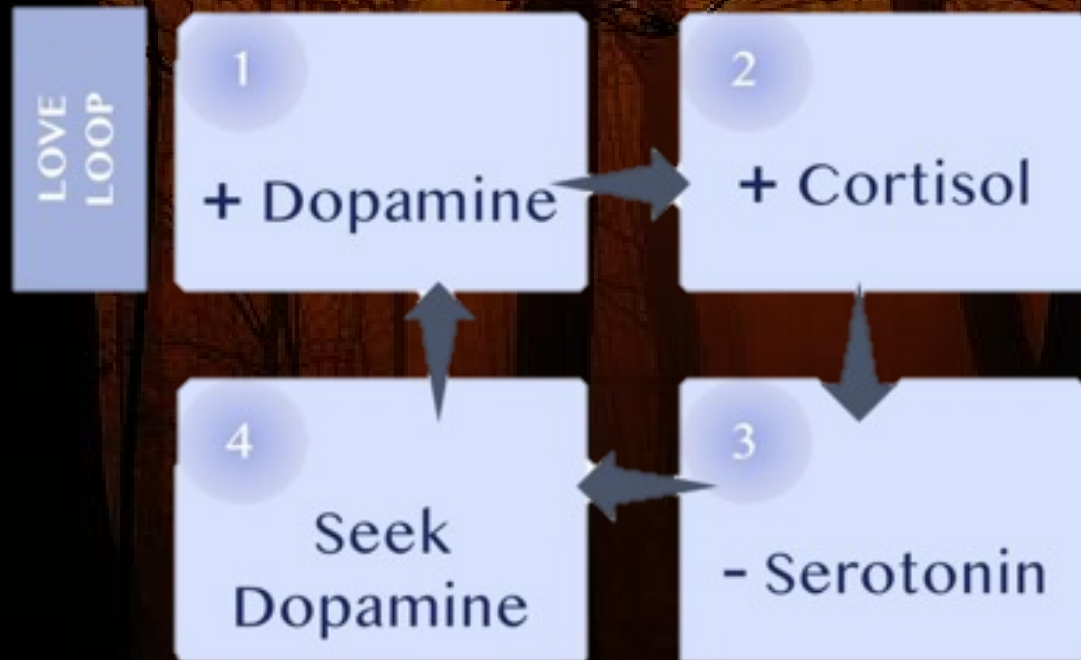 LOVE
LOOP
1
+ Dopamine
2
+ Cortisol
3
- Serotonin
4
Seek
Dopamine